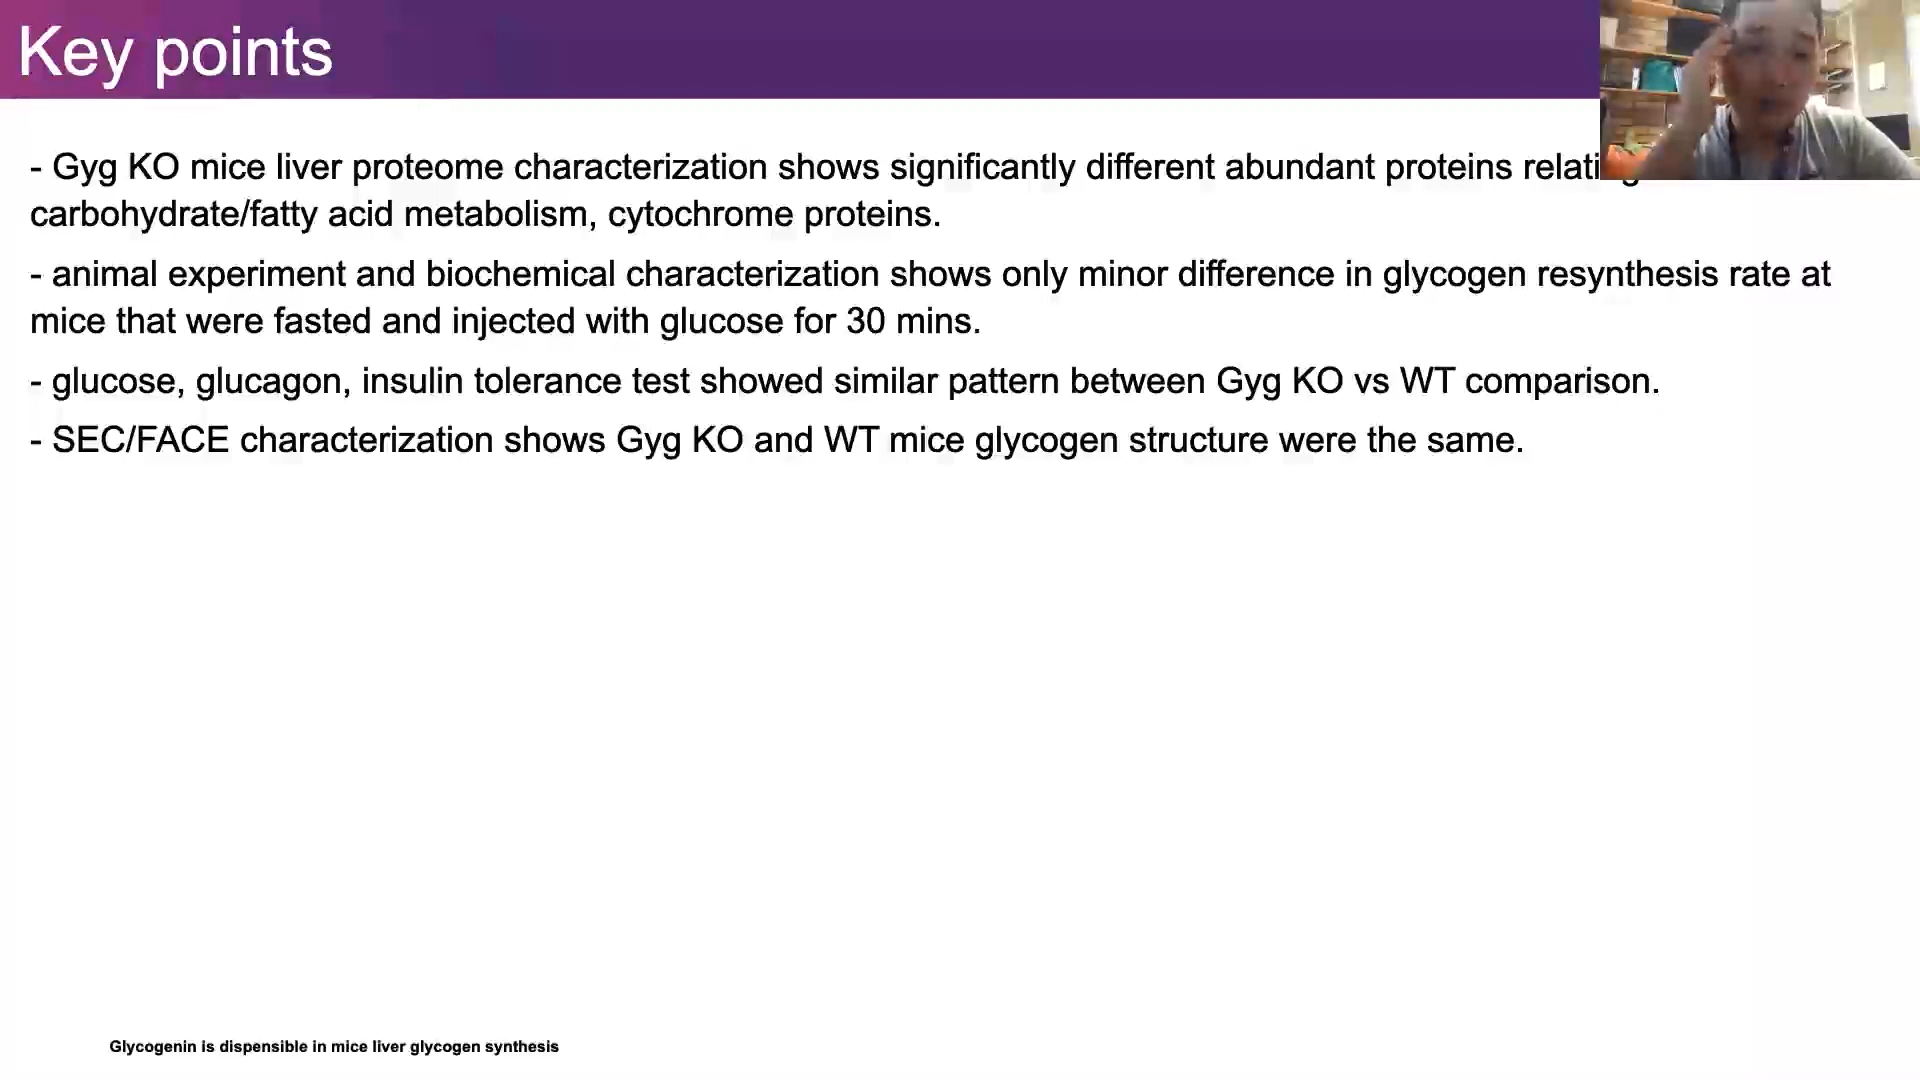 Key points
- Gyg KO mice liver proteome characterization shows significantly different abundant proteins
carbohydrate/fatty acid metabolism, cytochrome proteins.
- animal experiment and biochemical characterization shows only minor difference in glycogen resynthesis rate at
mice that were fasted and injected with glucose for 30 mins.
- glucose, glucagon, insulin tolerance test showed similar pattern between Gyg KO vs WT comparison.
- SEC/FACE characterization shows Gyg KO and WT mice glycogen structure were the same.
Glycogenin is dispensible in mice liver glycogen synthesis